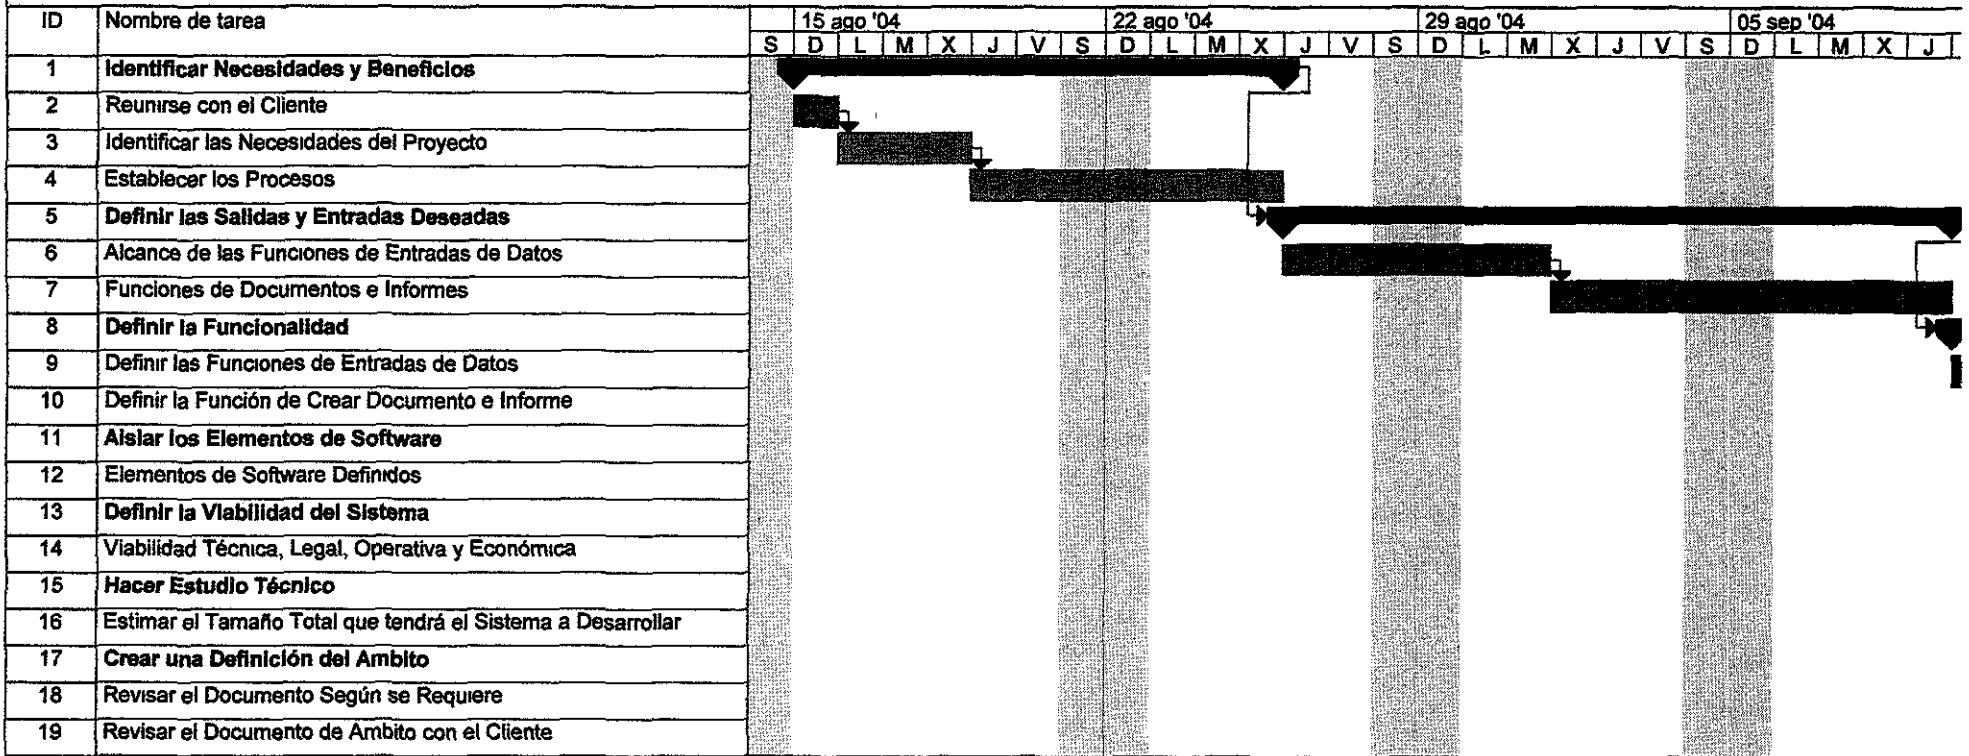 ID Nombre de tarea 15 ago '04 22 ago '04 29 ago '04 05 sep '04
S D L M X J V S D L M X J V S D L M X J V S D L M X J
1 Identificar Necesidades y Beneficios
2 Reunirse con el Cliente
3 Identificar las Necesidades del Proyecto
4 Establecer los Procesos
5 Definir las Salidas y Entradas Deseadas
6 Alcance de las Funciones de Entradas de Datos
7 Funciones de Documentos e Informes
8 Definir la Funcionalidad
9 Definir las Funciones de Entradas de Datos
10 Definir la Función de Crear Documento e Informe
11 Aislar los Elementos de Software
12 Elementos de Software Definidos
13 Definir la Viabilidad del Sistema
14 Viabilidad Técnica, Legal, Operativa y Económica
15 Hacer Estudio Técnico
16 Estimar el Tamaño Total que tendrá el Sistema a Desarrollar
17 Crear una Definición del Ambito
18 Revisar el Documento Según se Requiere
19 Revisar el Documento de Ambito con el Cliente